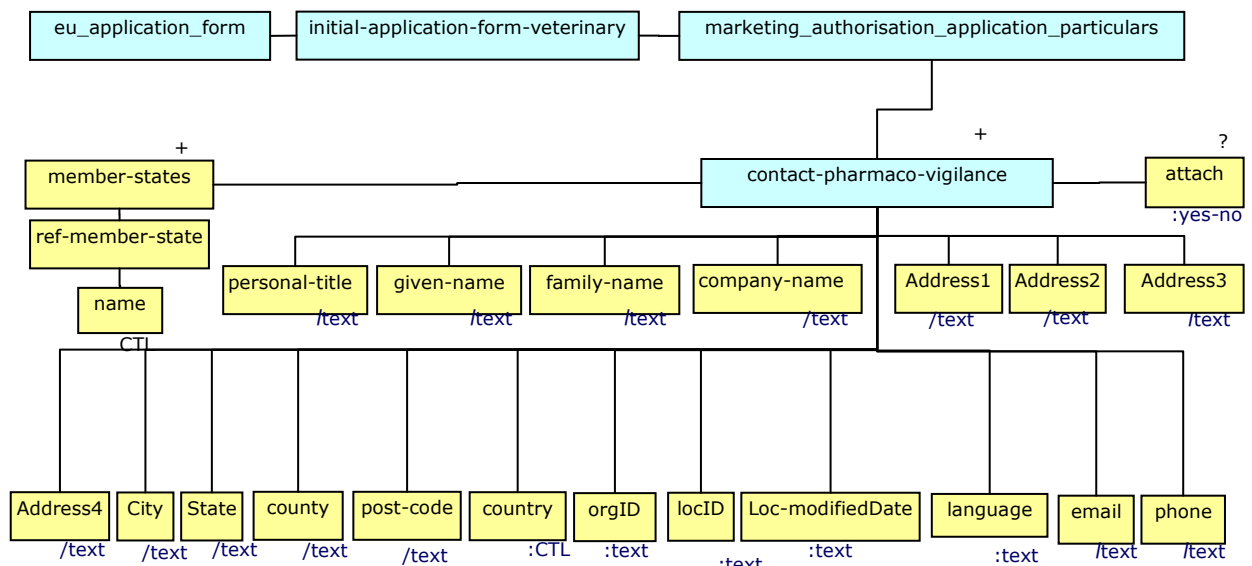 eu_application_form
initial-application-form-veterinary
marketing_authorisation_application_particulars
+
+
?
member-states
contact-pharmaco-vigilance
attach
:yes-no
ref-member-state
personal-title
given-name
family-name
company-name
Address1
Address2
Address3
name
/text
/text
/text
/text
/text
/text
/text
CTL
Address4
City
State
county
post-code
country
orgID
locID
Loc-modifiedDate
language
email
phone
/text
/text
/text
/text
/text
:CTL
:text
:text
:text
:text
/text
/text